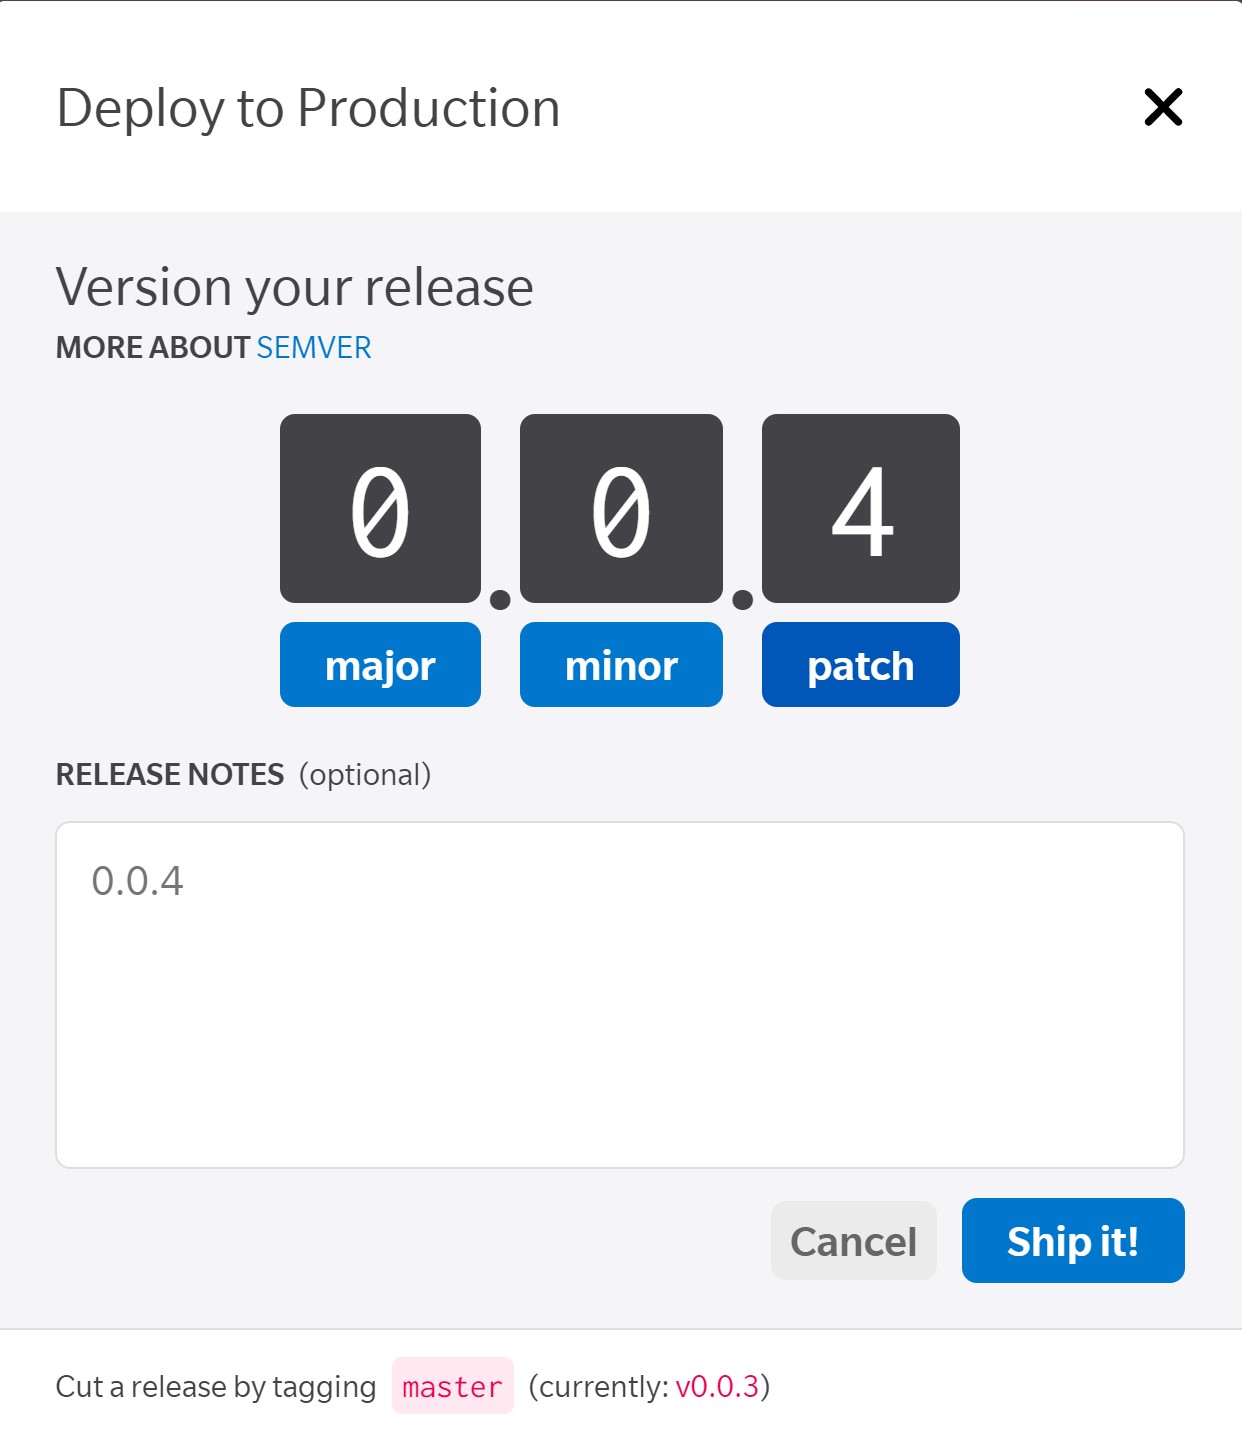 Deploy to Production
Version your release
MORE ABOUT SEMVER
0.0.4
major minor patch
RELEASE NOTES (optional)
0.0.4
Cancel Ship it!
Cut a release by tagging master (currently: v0.0.3)